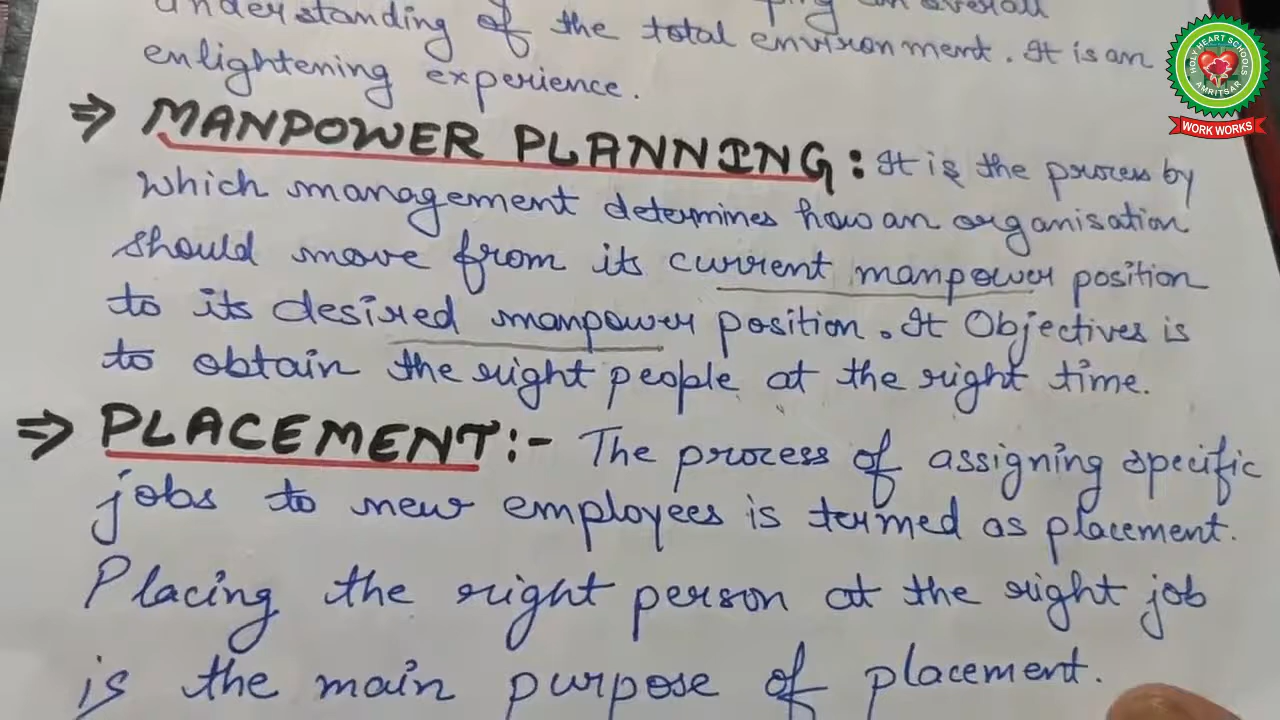 understanding of the total environment. It is an
enlightening experience.
⇒ MANPOWER PLANNING: It is the process by
which management determines how an organisation
should move from its current manpower position
to its desired manpower position. It Objectives is
to obtain the right people at the right time.
⇒ PLACEMENT:- The process of assigning specific
jobs to new employees is termed as placement.
Placing the right person at the right job
is the main purpose of placement.
HOLY HEART SCHOOLS
AMRITSAR
WORK WORKS